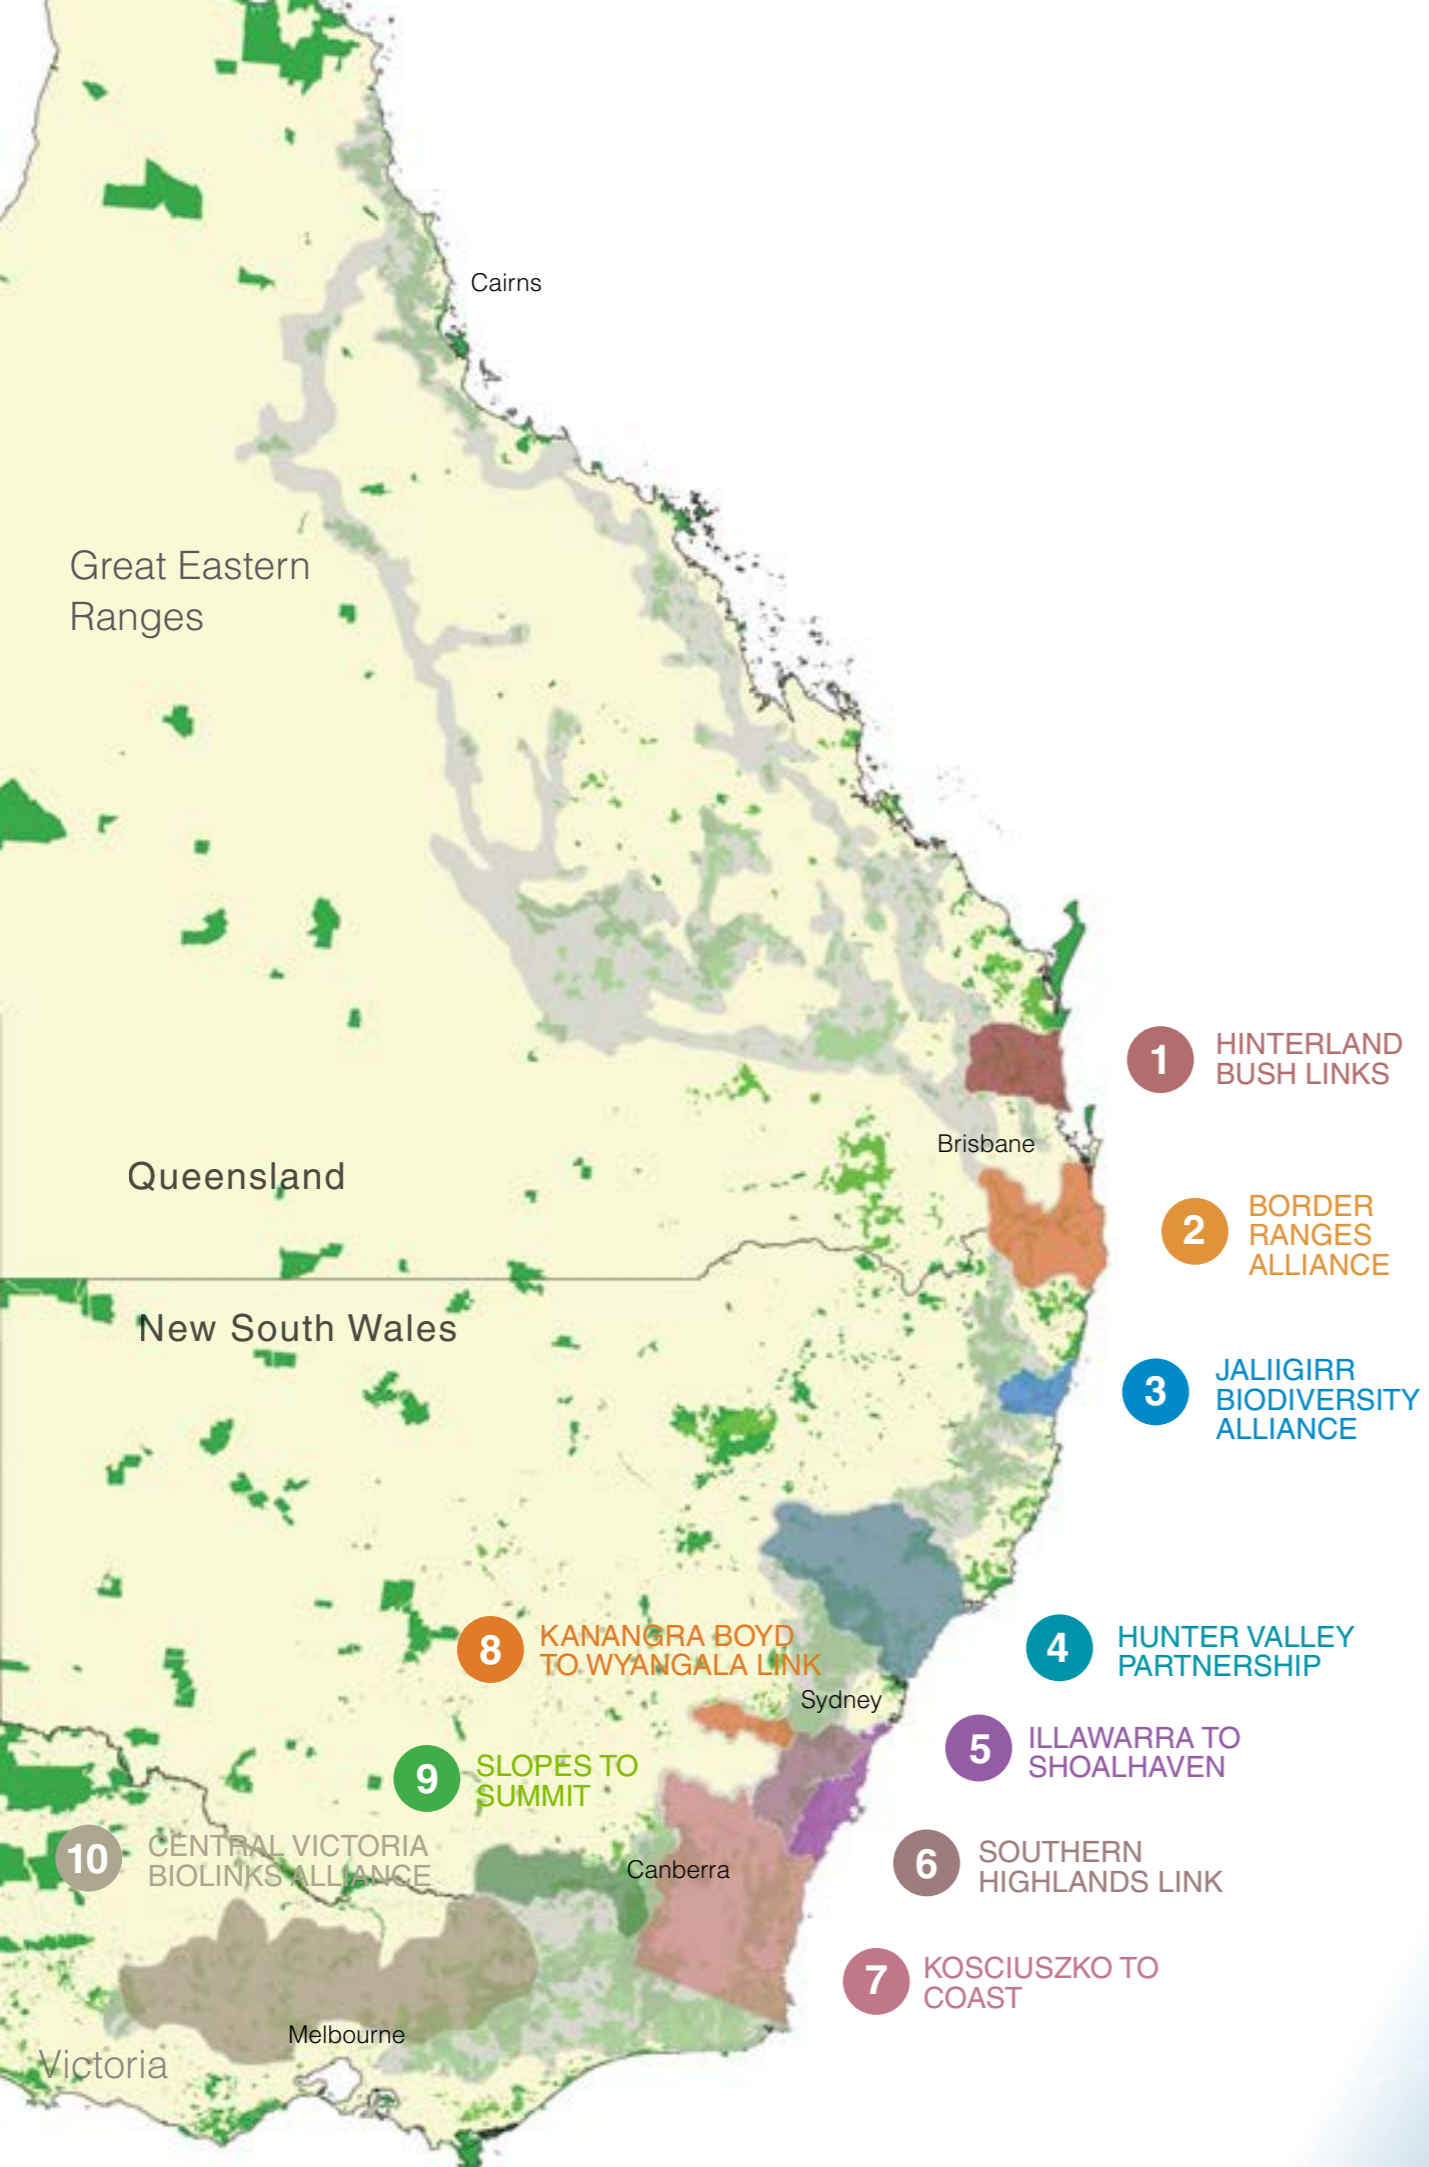 Cairns
Great Eastern
Ranges
1
HINTERLAND
BUSH LINKS
Brisbane
Queensland
2
BORDER
RANGES
ALLIANCE
New South Wales
3
JALIIGIRR
BIODIVERSITY
ALLIANCE
8
KANANGRA BOYD
TO WYANGALA LINK
4
HUNTER VALLEY
PARTNERSHIP
Sydney
5
ILLAWARRA TO
SHOALHAVEN
9
SLOPES TO
SUMMIT
10
CENTRAL VICTORIA
BIOLINKS ALLIANCE
Canberra
6
SOUTHERN
HIGHLANDS LINK
7
KOSCIUSZKO TO
COAST
Melbourne
Victoria